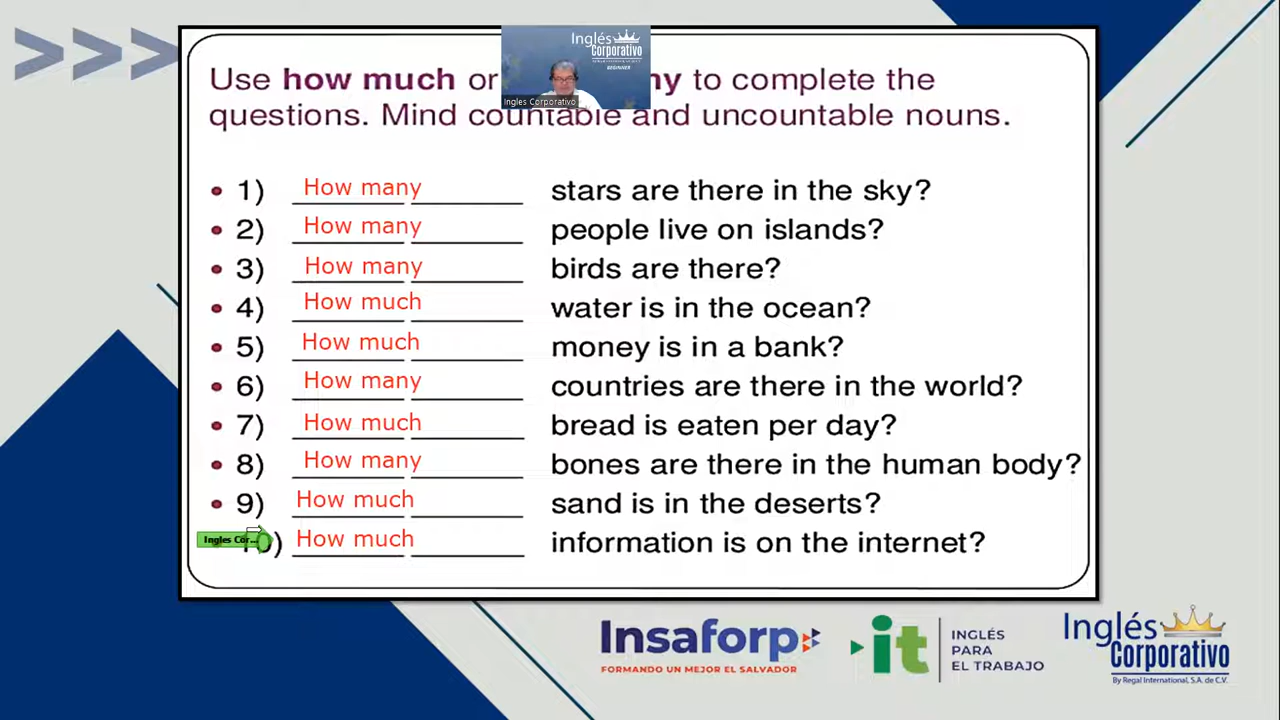 Use how much or ny to complete the
questions. Mind countable and uncountable nouns.
Inglés
Corporativo
BEGINNER
Ingles Corporativo
1) How many stars are there in the sky?
2) How many people live on islands?
3) How many birds are there?
4) How much water is in the ocean?
5) How much money is in a bank?
6) How many countries are there in the world?
7) How much bread is eaten per day?
8) How many bones are there in the human body?
9) How much sand is in the deserts?
Ingles Cor... 10) How much information is on the internet?
Insaforp
FORMANDO UN MEJOR EL SALVADOR
it
INGLÉS
PARA
EL TRABAJO
Inglés
Corporativo
By Regal International, S.A. de C.V.